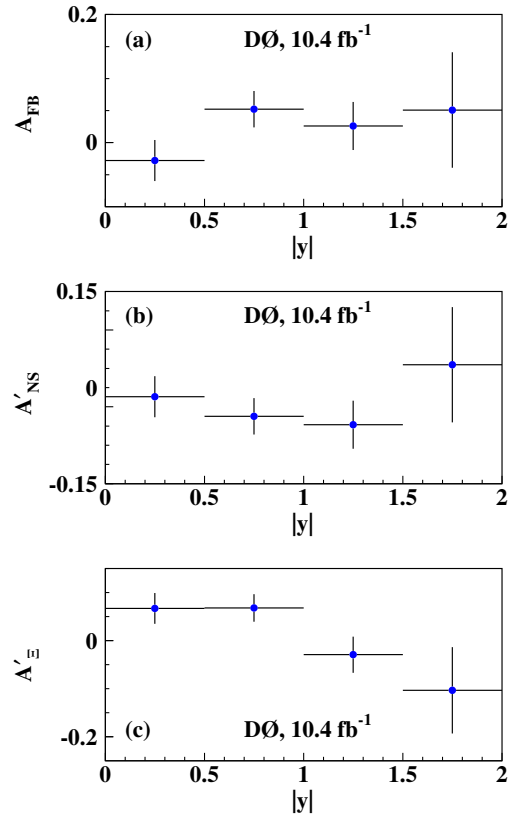 0.2
(a) DØ, 10.4 fb-1
A_FB
0
0 0.5 1 1.5 2
|y|
0.15
(b) DØ, 10.4 fb-1
A′_NS
0
-0.15
0 0.5 1 1.5 2
|y|
A′_Ξ
0
(c) DØ, 10.4 fb-1
-0.2
0 0.5 1 1.5 2
|y|